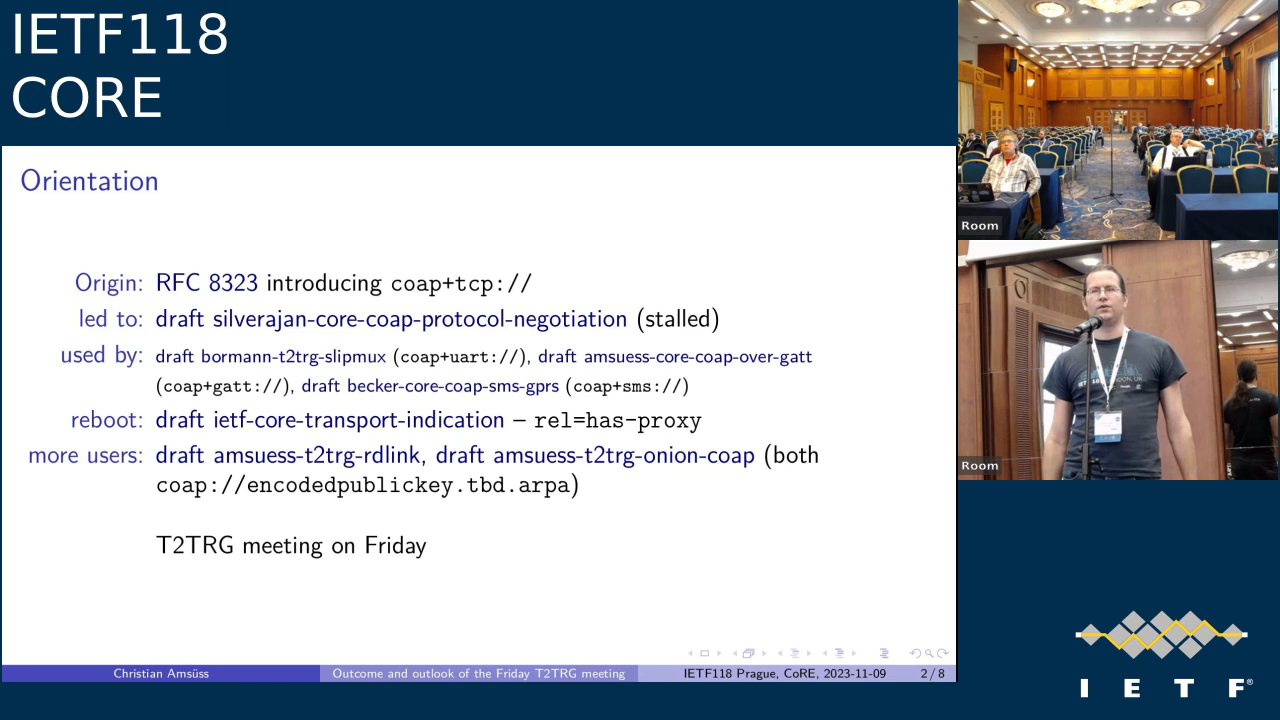 IETF118
CORE
Orientation
Origin: RFC 8323 introducing coap+tcp://
led to: draft silverajan-core-coap-protocol-negotiation (stalled)
used by: draft bormann-t2trg-slipmux (coap+uart://), draft amsuess-core-coap-over-gatt
(coap+gatt://), draft becker-core-coap-sms-gprs (coap+sms://)
reboot: draft ietf-core-transport-indication – rel=has-proxy
more users: draft amsuess-t2trg-rdlink, draft amsuess-t2trg-onion-coap (both
coap://encodedpublickey.tbd.arpa)
T2TRG meeting on Friday
Christian Amsüss
Outcome and outlook of the Friday T2TRG meeting
IETF118 Prague, CoRE, 2023-11-09
2 / 8
Room
Room
I E T F®